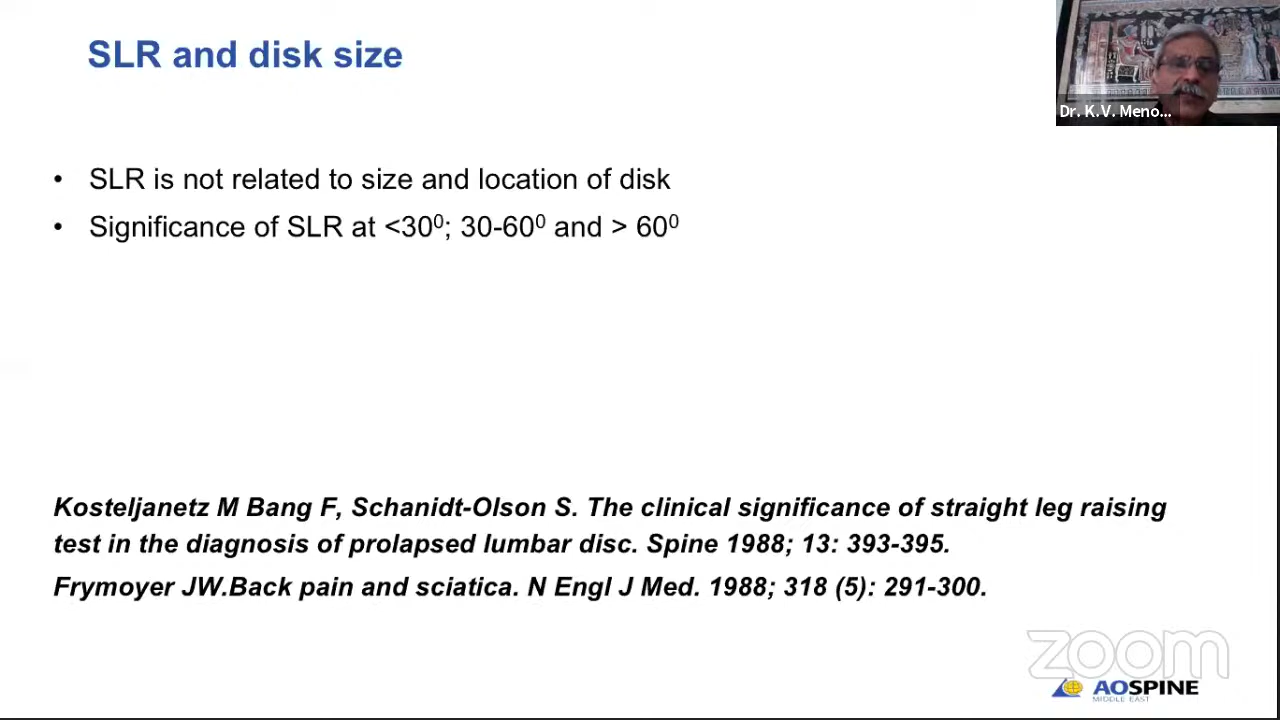 SLR and disk size
Dr. K.V. Meno...
• SLR is not related to size and location of disk
• Significance of SLR at <30⁰; 30-60⁰ and > 60⁰
Kosteljanetz M Bang F, Schanidt-Olson S. The clinical significance of straight leg raising
test in the diagnosis of prolapsed lumbar disc. Spine 1988; 13: 393-395.
Frymoyer JW.Back pain and sciatica. N Engl J Med. 1988; 318 (5): 291-300.
zoom
AOSPINE
MIDDLE EAST